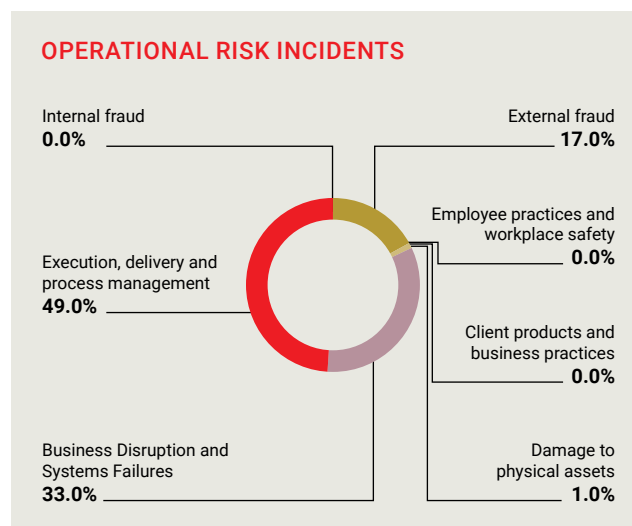 OPERATIONAL RISK INCIDENTS
Internal fraud
0.0%
External fraud
17.0%
Employee practices and
workplace safety
0.0%
Execution, delivery and
process management
49.0%
Client products and
business practices
0.0%
Business Disruption and
Systems Failures
33.0%
Damage to
physical assets
1.0%